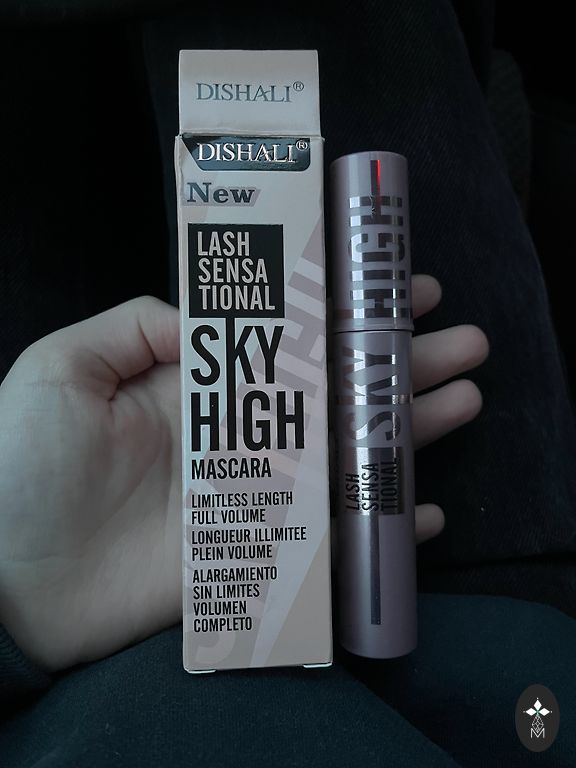 DISHALI®
DISHALI®
New
LASH
SENSA
TIONAL
SKY
HIGH
MASCARA
LIMITLESS LENGTH
FULL VOLUME
LONGUEUR ILLIMITEE
PLEIN VOLUME
ALARGAMIENTO
SIN LIMITES
VOLUMEN
COMPLETO
SKY HIGH
LASH
SENSA
TIONAL
M